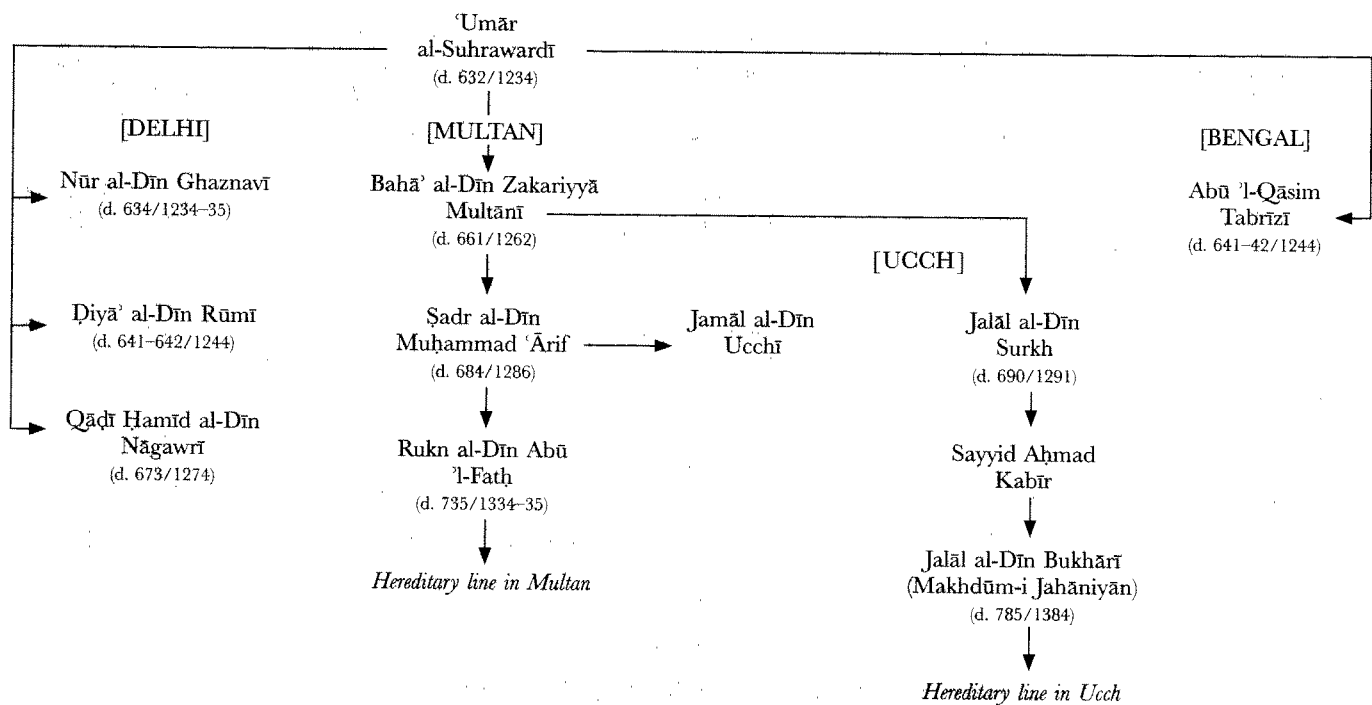 ʿUmār
al-Suhrawardī
(d. 632/1234)
[DELHI]
Nūr al-Dīn Ghaznavī
(d. 634/1234–35)
Ḍiyāʾ al-Dīn Rūmī
(d. 641–642/1244)
Qāḍī Ḥamīd al-Dīn
Nāgawrī
(d. 673/1274)
[MULTAN]
Bahāʾ al-Dīn Zakariyyā
Multānī
(d. 661/1262)
Ṣadr al-Dīn
Muḥammad ʿĀrif
(d. 684/1286)
Rukn al-Dīn Abū
ʾl-Fatḥ
(d. 735/1334–35)
Hereditary line in Multan
[UCCH]
Jamāl al-Dīn
Ucchī
Jalāl al-Dīn
Surkh
(d. 690/1291)
Sayyid Aḥmad
Kabīr
Jalāl al-Dīn Bukhārī
(Makhdūm-i Jahāniyān)
(d. 785/1384)
Hereditary line in Ucch
[BENGAL]
Abū ʾl-Qāsim
Tabrīzī
(d. 641–42/1244)